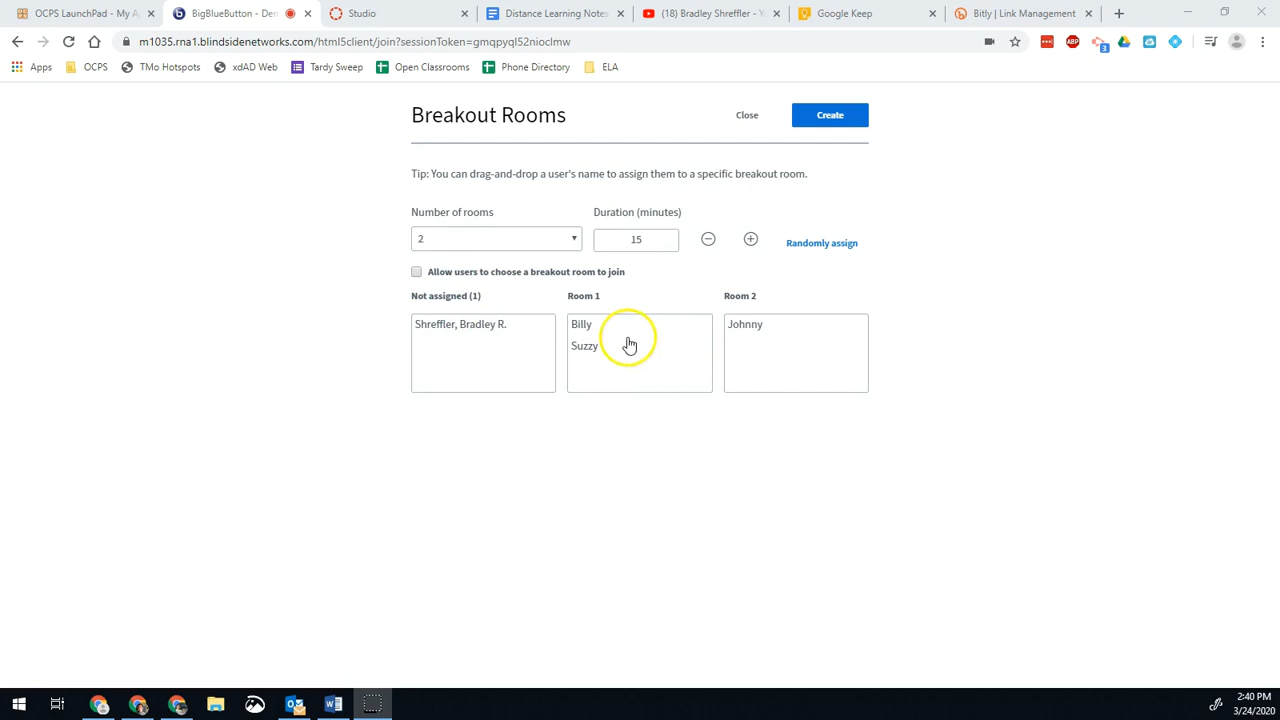 OCPS LaunchPad - My A
BigBlueButton - Den
Studio
Distance Learning Notes
(18) Bradley Shreffler - Y
Google Keep
Bitly | Link Management
m1035.rna1.blindsidenetworks.com/html5client/join?sessionToken=gmqpyql52nioclmw
ABP
3
Apps
OCPS
TMo Hotspots
xdAD Web
Tardy Sweep
Open Classrooms
Phone Directory
ELA
Breakout Rooms
Close
Create
Tip: You can drag-and-drop a user's name to assign them to a specific breakout room.
Number of rooms
Duration (minutes)
2
15
Randomly assign
Allow users to choose a breakout room to join
Not assigned (1)
Room 1
Room 2
Shreffler, Bradley R.
Billy
Johnny
Suzzy
2:40 PM
3/24/2020